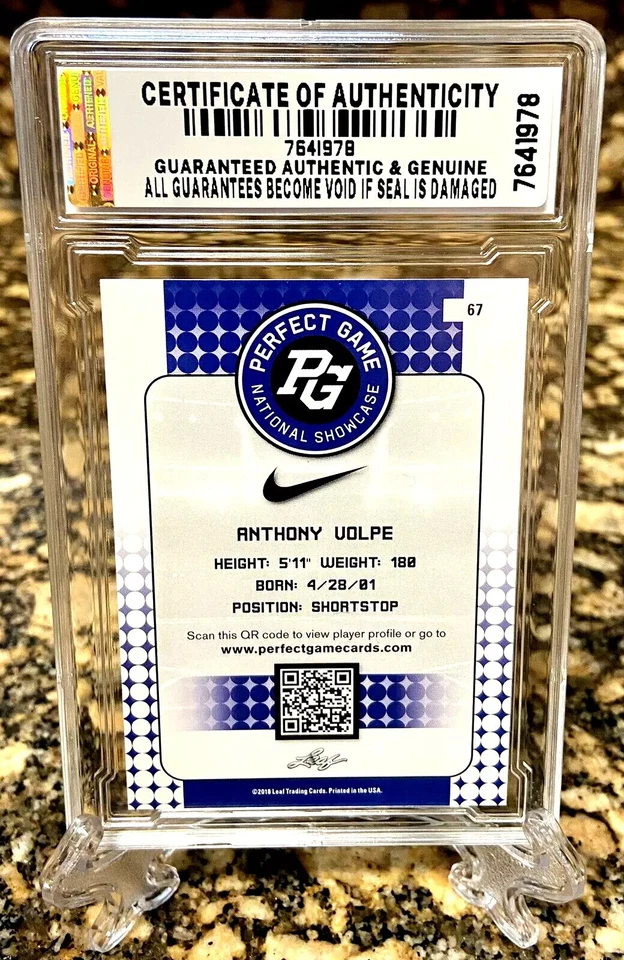 CERTIFICATE OF AUTHENTICITY
7641978
GUARANTEED AUTHENTIC & GENUINE
ALL GUARANTEES BECOME VOID IF SEAL IS DAMAGED
7641978
67
PERFECT GAME
PG
NATIONAL SHOWCASE
ANTHONY VOLPE
HEIGHT: 5'11" WEIGHT: 180
BORN: 4/28/01
POSITION: SHORTSTOP
Scan this QR code to view player profile or go to
www.perfectgamecards.com
Leaf
©2018 Leaf Trading Cards. Printed in the USA.